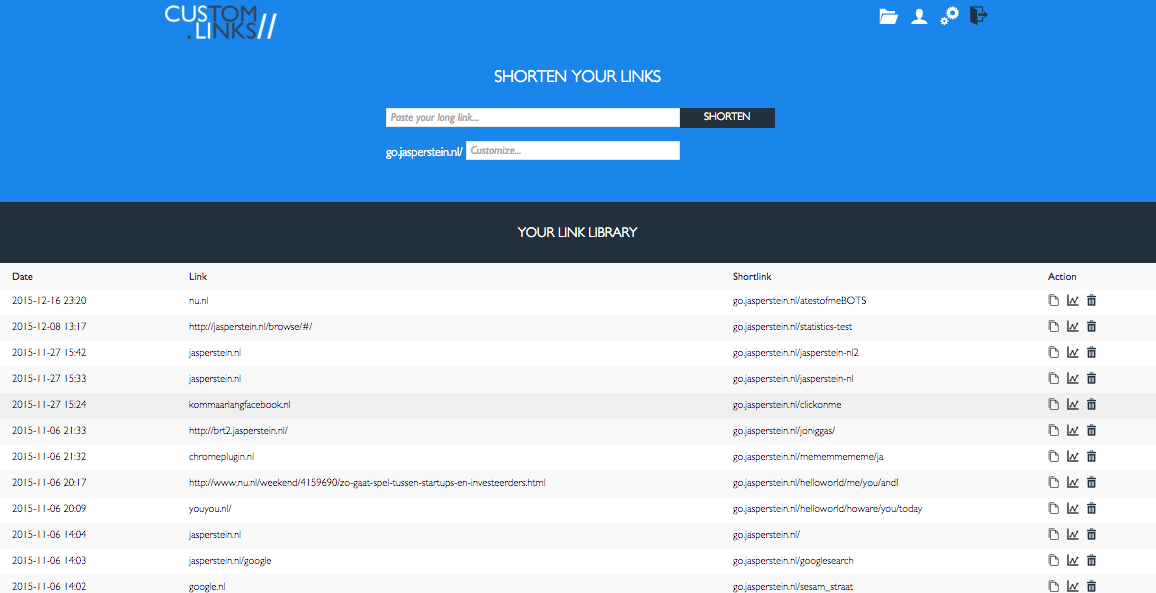 CUSTOM
.LINKS//
SHORTEN YOUR LINKS
Paste your long link... SHORTEN
go.jasperstein.nl/ Customize...
YOUR LINK LIBRARY
Date Link Shortlink Action
2015-12-16 23:20 nu.nl go.jasperstein.nl/atestofmeBOTS
2015-12-08 13:17 http://jasperstein.nl/browse/#/ go.jasperstein.nl/statistics-test
2015-11-27 15:42 jasperstein.nl go.jasperstein.nl/jasperstein-nl2
2015-11-27 15:33 jasperstein.nl go.jasperstein.nl/jasperstein-nl
2015-11-27 15:24 kommaarlangfacebook.nl go.jasperstein.nl/clickonme
2015-11-06 21:33 http://brt2.jasperstein.nl/ go.jasperstein.nl/joniggas/
2015-11-06 21:32 chromeplugin.nl go.jasperstein.nl/mememmememe/ja
2015-11-06 20:17 http://www.nu.nl/weekend/4159690/zo-gaat-spel-tussen-startups-en-investeerders.html go.jasperstein.nl/helloworld/me/you/andI
2015-11-06 20:09 youyou.nl/ go.jasperstein.nl/helloworld/howare/you/today
2015-11-06 14:04 jasperstein.nl go.jasperstein.nl/
2015-11-06 14:03 jasperstein.nl/google go.jasperstein.nl/googlesearch
2015-11-06 14:02 google.nl go.jasperstein.nl/sesam_straat